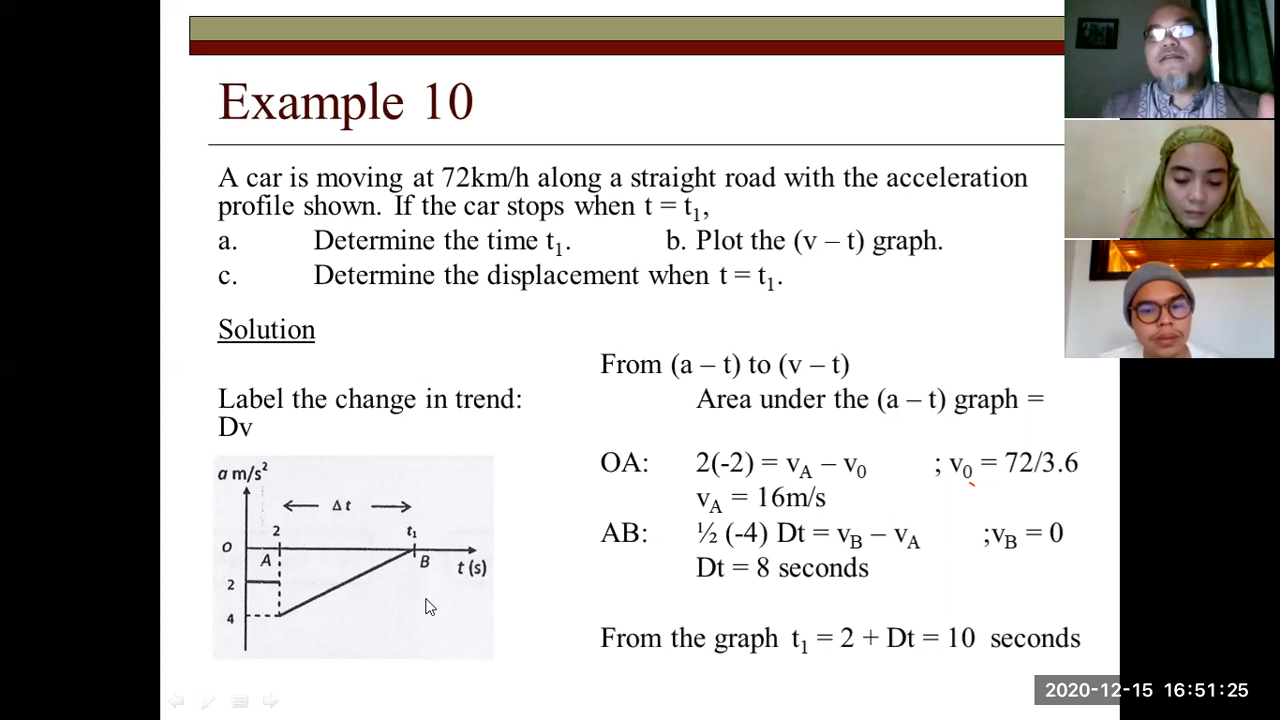 Example 10
A car is moving at 72km/h along a straight road with the acceleration
profile shown. If the car stops when t = t₁,
a. Determine the time t₁. b. Plot the (v – t) graph.
c. Determine the displacement when t = t₁.
Solution
From (a – t) to (v – t)
Label the change in trend: Area under the (a – t) graph =
Dv
OA: 2(-2) = vA – v0 ; v0 = 72/3.6
vA = 16m/s
AB: ½ (-4) Dt = vB – vA ;vB = 0
Dt = 8 seconds
From the graph t₁ = 2 + Dt = 10 seconds
a m/s²
Δt
2 t₁
0
A B t (s)
2
4
2020-12-15 16:51:25